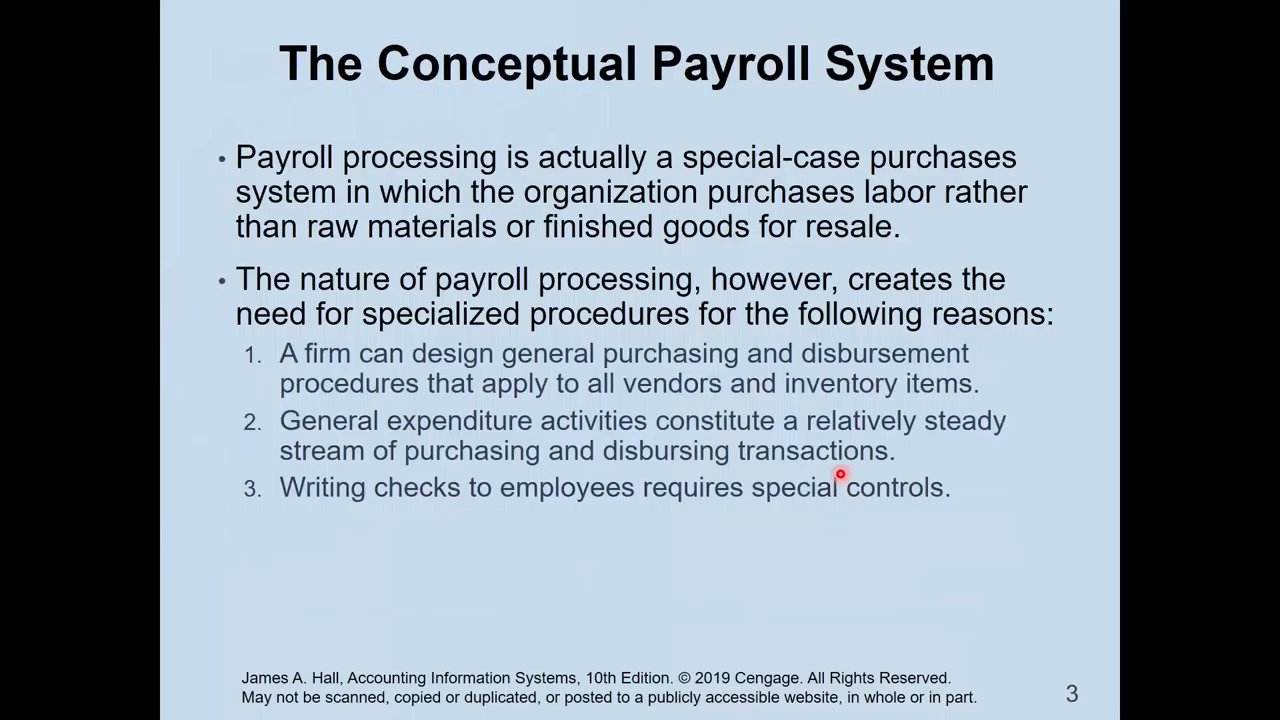 The Conceptual Payroll System
• Payroll processing is actually a special-case purchases
system in which the organization purchases labor rather
than raw materials or finished goods for resale.
• The nature of payroll processing, however, creates the
need for specialized procedures for the following reasons:
1. A firm can design general purchasing and disbursement
procedures that apply to all vendors and inventory items.
2. General expenditure activities constitute a relatively steady
stream of purchasing and disbursing transactions.
3. Writing checks to employees requires special controls.
James A. Hall, Accounting Information Systems, 10th Edition. © 2019 Cengage. All Rights Reserved.
May not be scanned, copied or duplicated, or posted to a publicly accessible website, in whole or in part.
3